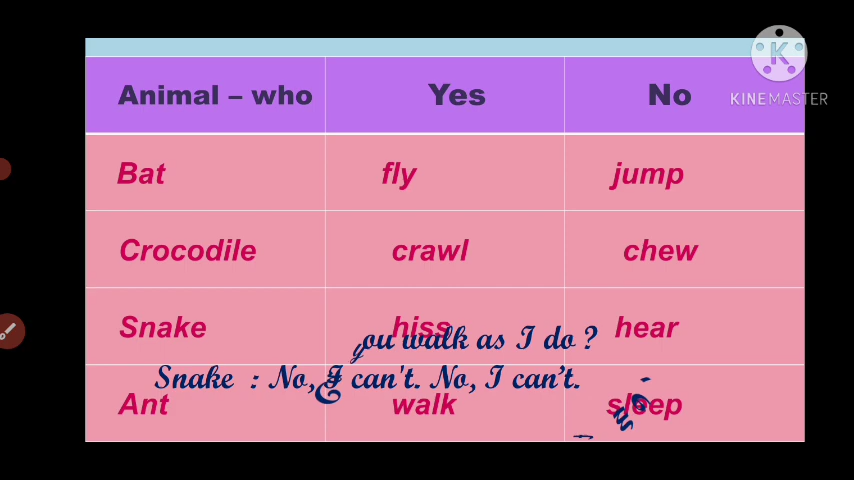 K
KINEMASTER
Animal – who Yes No
Bat fly jump
Crocodile crawl chew
Snake hiss hear
you walk as I do ?
Snake : No, I can't. No, I can't.
Ant walk sleep